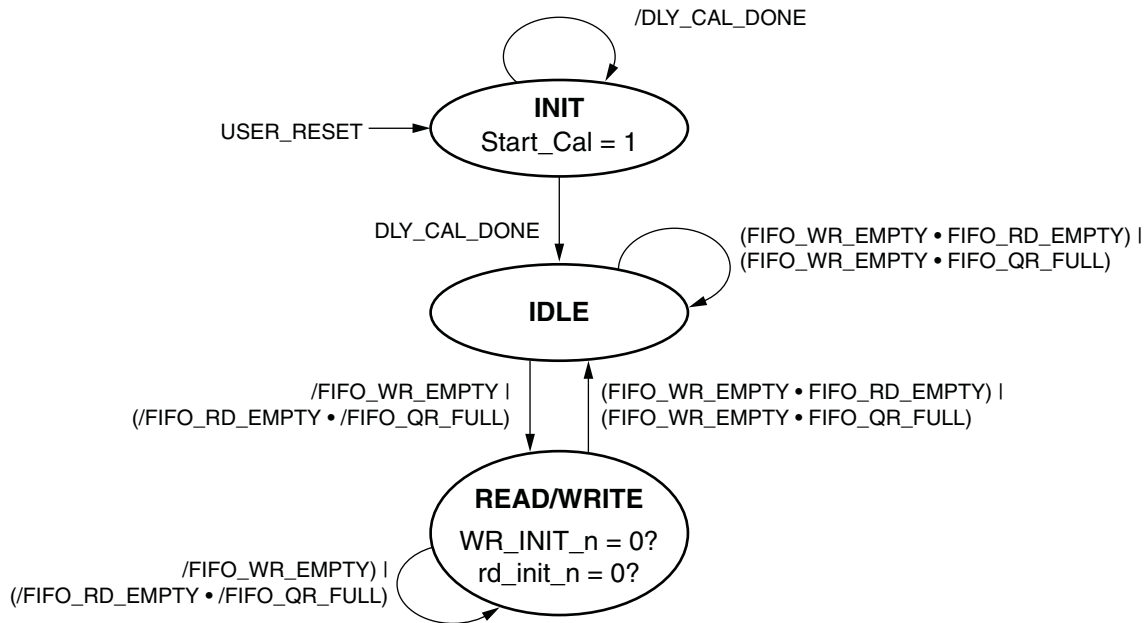 /DLY_CAL_DONE
INIT
USER_RESET
Start_Cal = 1
DLY_CAL_DONE
(FIFO_WR_EMPTY • FIFO_RD_EMPTY) |
(FIFO_WR_EMPTY • FIFO_QR_FULL)
IDLE
/FIFO_WR_EMPTY |
(/FIFO_RD_EMPTY • /FIFO_QR_FULL)
(FIFO_WR_EMPTY • FIFO_RD_EMPTY) |
(FIFO_WR_EMPTY • FIFO_QR_FULL)
READ/WRITE
WR_INIT_n = 0?
rd_init_n = 0?
/FIFO_WR_EMPTY) |
(/FIFO_RD_EMPTY • /FIFO_QR_FULL)